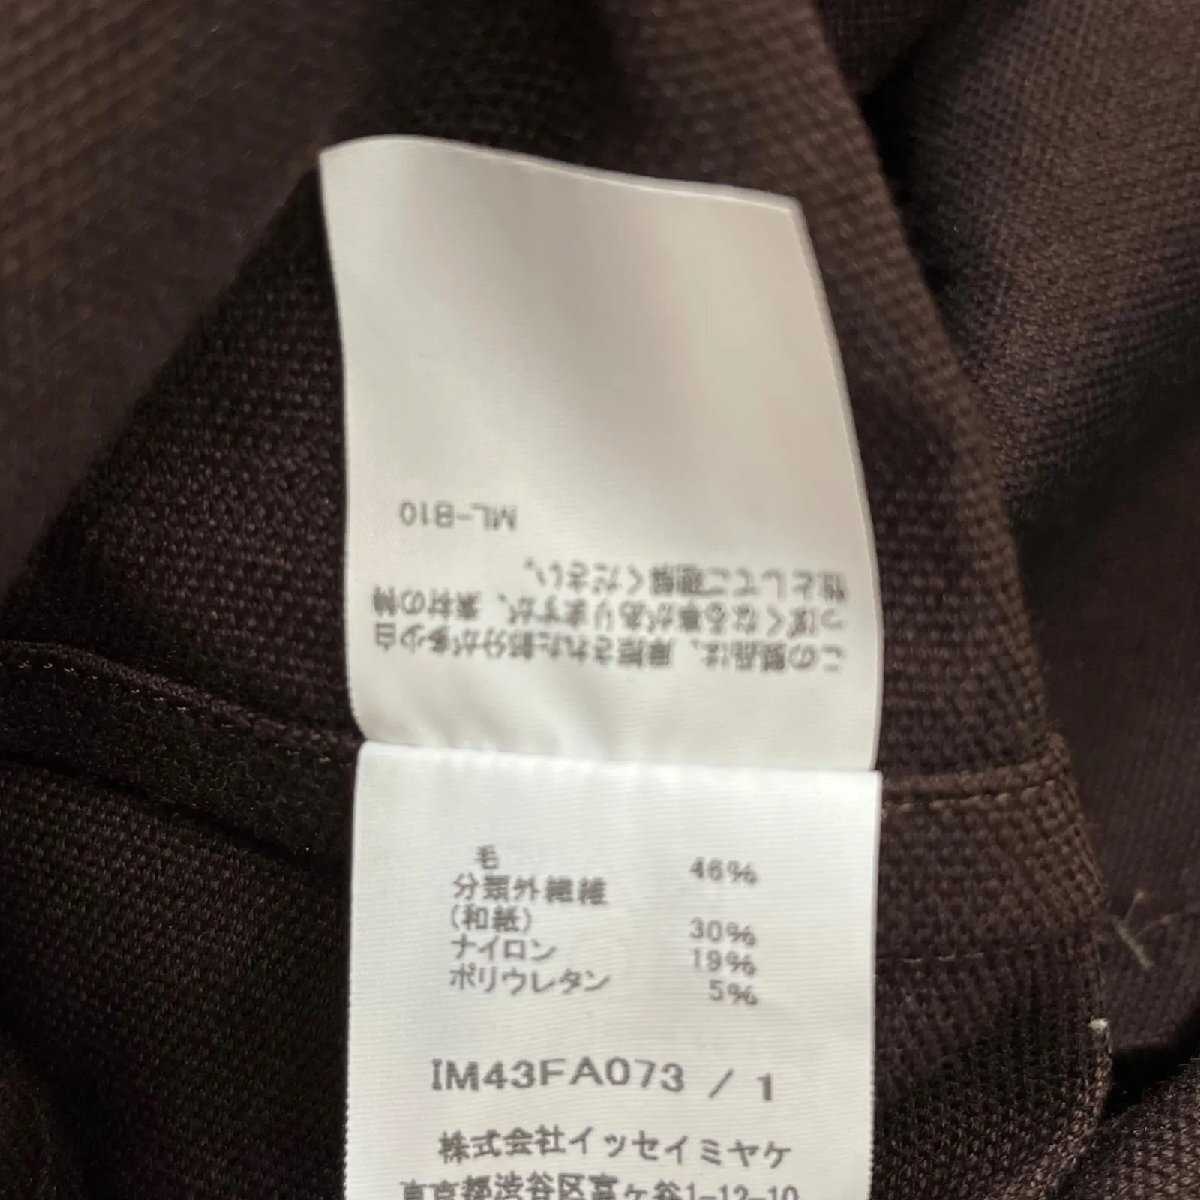 この製品は、摩擦された部分が多少白
っぽくなる事がありますが、素材の特
性としてご理解ください。
ML-B10
毛 46%
分類外繊維
(和紙) 30%
ナイロン 19%
ポリウレタン 5%
IM43FA073 / 1
株式会社イッセイミヤケ
東京都渋谷区富ヶ谷1-12-10